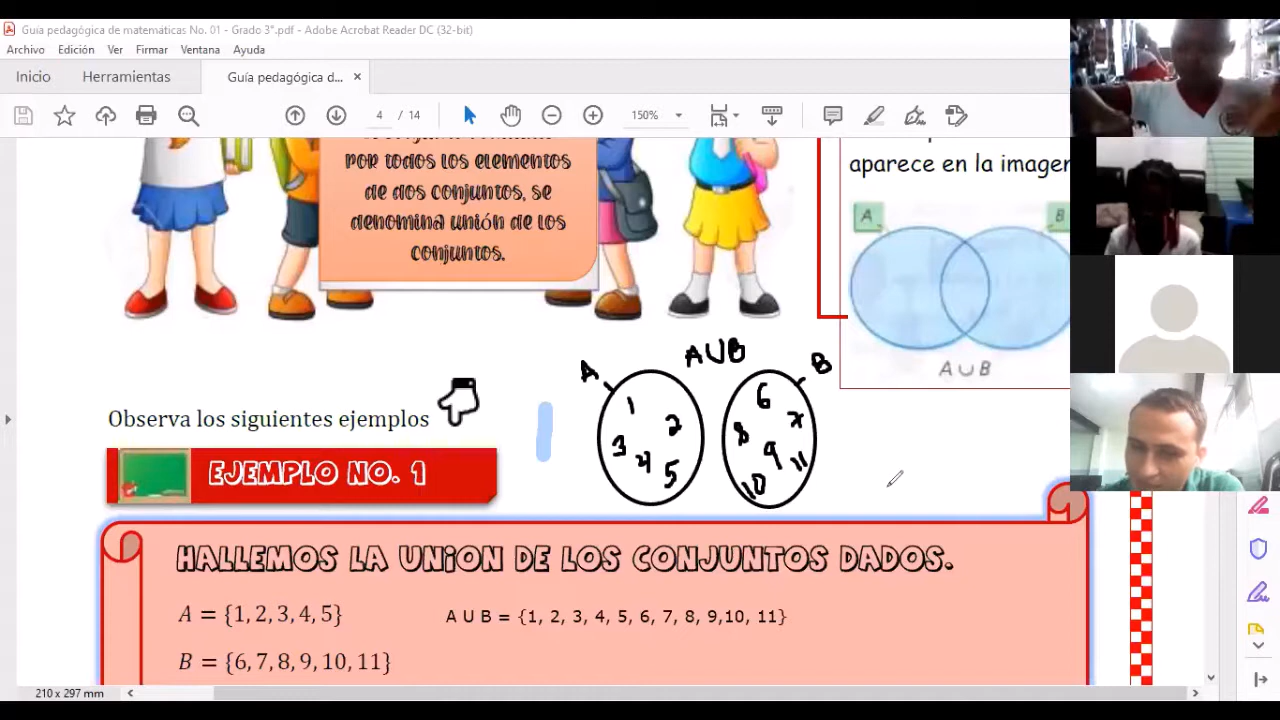 Guía pedagógica de matemáticas No. 01 - Grado 3°.pdf - Adobe Acrobat Reader DC (32-bit)
Archivo Edición Ver Firmar Ventana Ayuda
Inicio Herramientas Guía pedagógica d... ×
4 / 14 150%
por todos los elementos
de dos conjuntos, se
denomina unión de los
conjuntos.
aparece en la imagen
A B
A ∪ B
A A∪B B
1 2 3 4 5
6 7 8 9 10 11
Observa los siguientes ejemplos
EJEMPLO NO. 1
HALLEMOS LA UNION DE LOS CONJUNTOS DADOS.
A = {1, 2, 3, 4, 5} A U B = {1, 2, 3, 4, 5, 6, 7, 8, 9,10, 11}
B = {6, 7, 8, 9, 10, 11}
210 x 297 mm